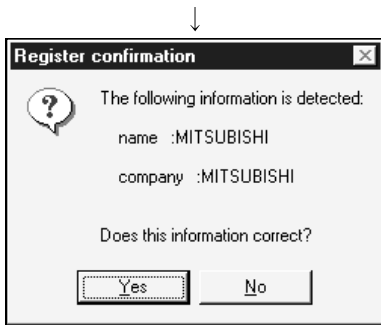 ↓
Register confirmation
The following information is detected:
name :MITSUBISHI
company :MITSUBISHI
Does this information correct?
Yes No